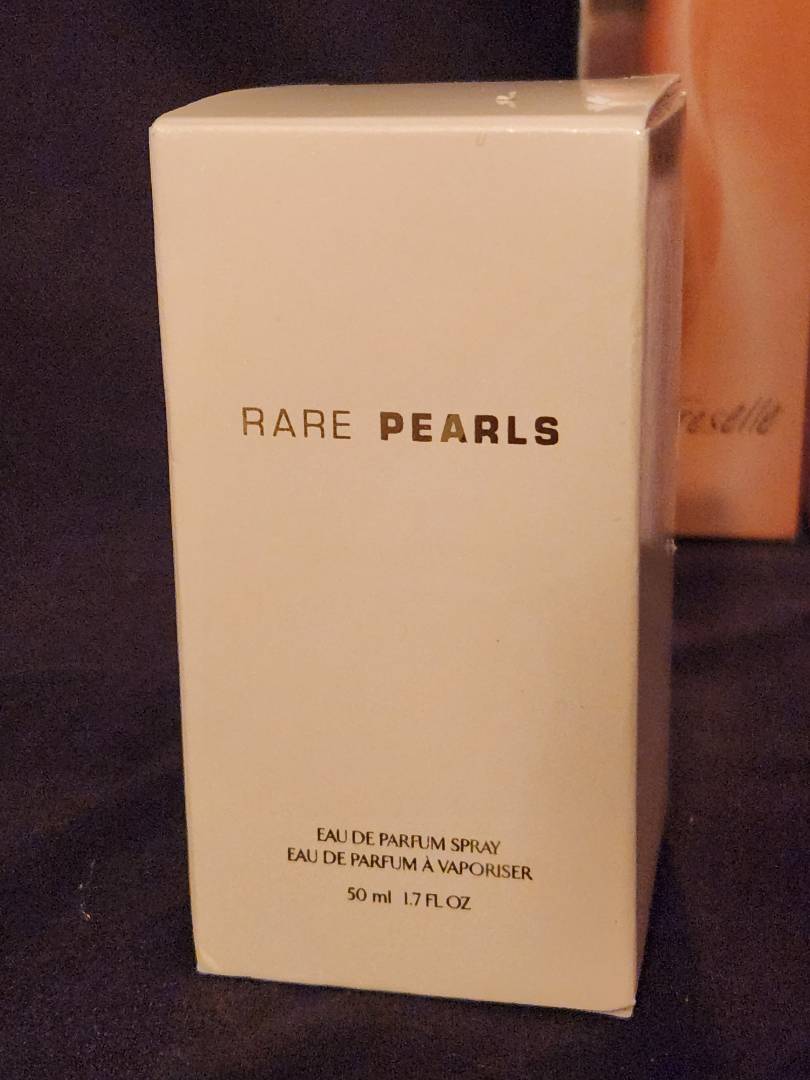 RARE PEARLS
EAU DE PARFUM SPRAY
EAU DE PARFUM À VAPORISER
50 ml 1.7 FL OZ